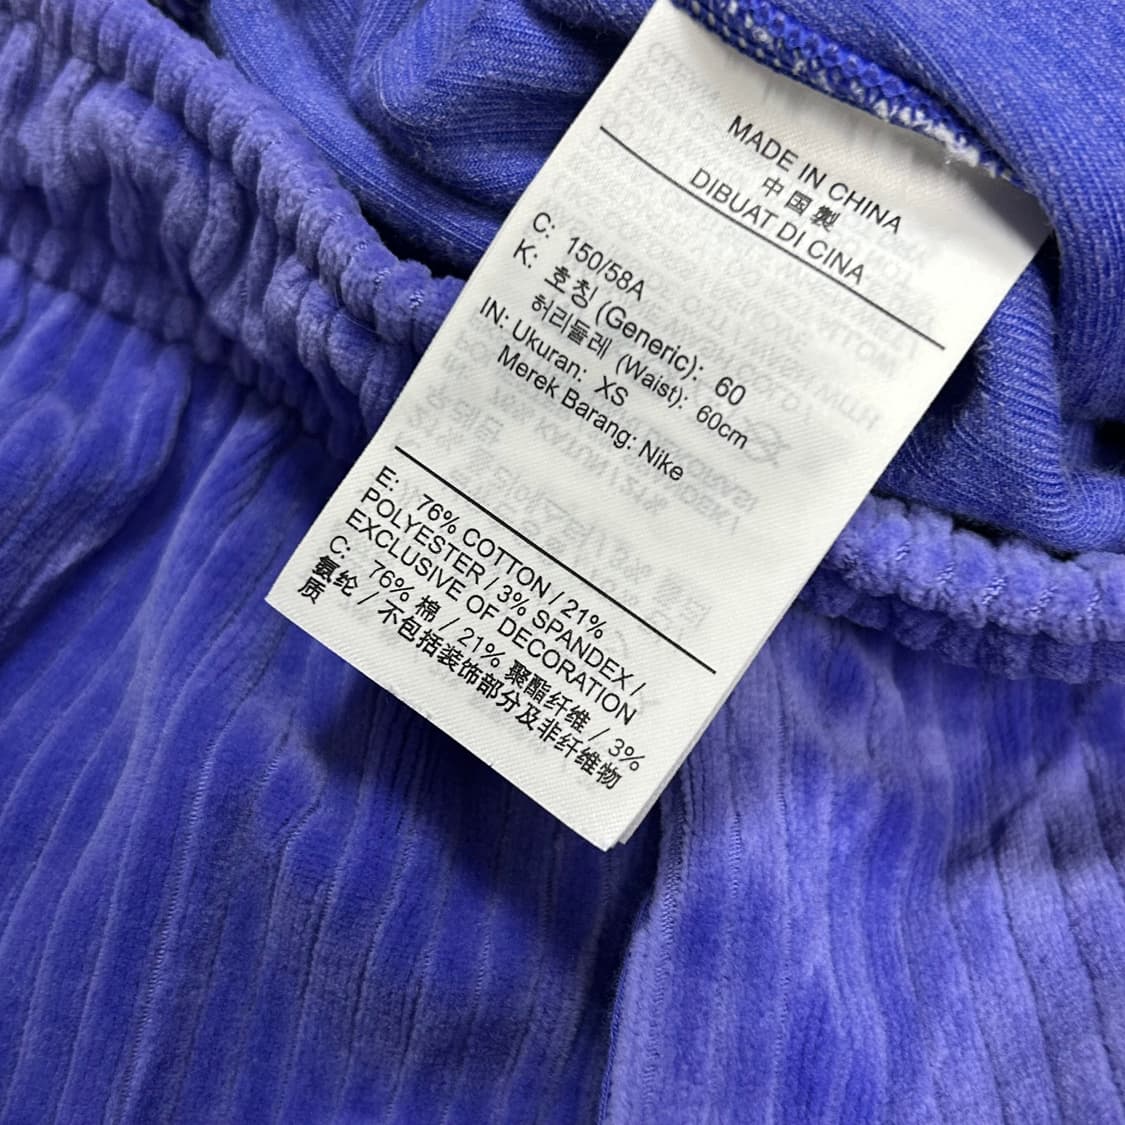 MADE IN CHINA
中国製
DIBUAT DI CINA
C: 150/58A
K: 호칭 (Generic): 60
허리둘레 (Waist): 60cm
IN: Ukuran: XS
Merek Barang: Nike
E: 76% COTTON / 21%
POLYESTER / 3% SPANDEX /
EXCLUSIVE OF DECORATION
C: 76% 棉 / 21% 聚酯纤维 / 3%
氨纶 / 不包括装饰部分及非纤维物
质